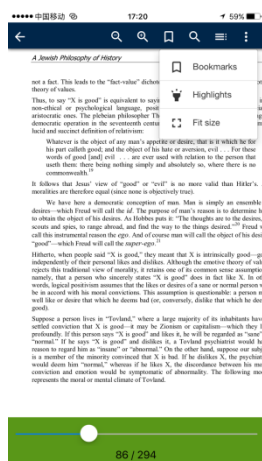 ●●●●● 中国移动
17:20
59%
A Jewish Philosophy of History
Bookmarks
Highlights
Fit size
not a fact. This leads to the "fact-value" dichot
theory of values.
Thus, to say "X is good" is equivalent to sayin
non-ethical or psychological language, posit
aristocratic ones. The plebeian philosopher Th
democratic operation in the seventeenth centu
lucid and succinct definition of relativism:
Whatever is the object of any man's appetite or desire, that is it which he for
his part calleth good; and the object of his hate or aversion, evil . . . For these
words of good [and] evil . . . are ever used with relation to the person that
useth them: there being nothing simply and absolutely so, where there is no
commonwealth.19
It follows that Jesus' view of "good" or "evil" is no more valid than Hitler's.
moralities are therefore equal (since none is objectively true).
We have here a democratic conception of man. Man is simply an ensemble
desires—which Freud will call the id. The purpose of man's reason is to determine h
to obtain the object of his desires. As Hobbes puts it: "The thoughts are to the desires,
scouts and spies, to range abroad, and find the way to the things desired."20 Freud
call this instrumental reason the ego. And of course man will call the object of his desi
"good"—which Freud will call the super-ego.21
Hitherto, when people said "X is good," they meant that X is intrinsically good—qu
independently of their personal likes and dislikes. Although the emotive theory of val
rejects this traditional view of morality, it retains one of its common sense assumptio
namely, that a person who sincerely states "X is good" does in fact like X. In ot
words, logical positivism assumes that the likes or desires of a sane or normal person w
be in accord with his moral convictions. This assumption is questionable: a person m
well like or desire that which he deems bad (or, conversely, dislike that which he dee
good).
Suppose a person lives in "Tovland," where a large majority of its inhabitants hav
settled conviction that X is good—it may be Zionism or capitalism—which they l
profoundly. If this person says "X is good" and likes it, he will be regarded as "sane"
"normal." If he says "X is good" and dislikes it, a Tovland psychiatrist would h
reason to regard him as "insane" or "abnormal." On the other hand, suppose our subj
is a member of the minority convinced that X is bad. If he dislikes X, the psychiat
would deem him "normal," whereas if he likes X, the discordance between his mo
conviction and emotion would be symptomatic of abnormality. The following mo
represents the moral or mental climate of Tovland.
86 / 294